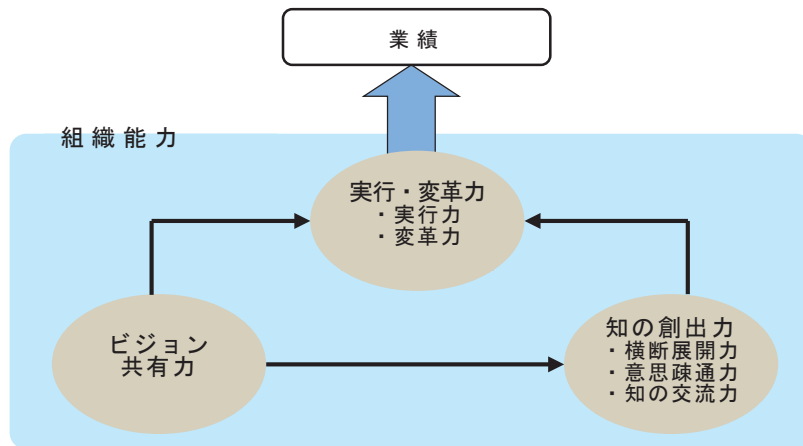 業績
組織能力
実行・変革力
・実行力
・変革力
ビジョン
共有力
知の創出力
・横断展開力
・意思疎通力
・知の交流力